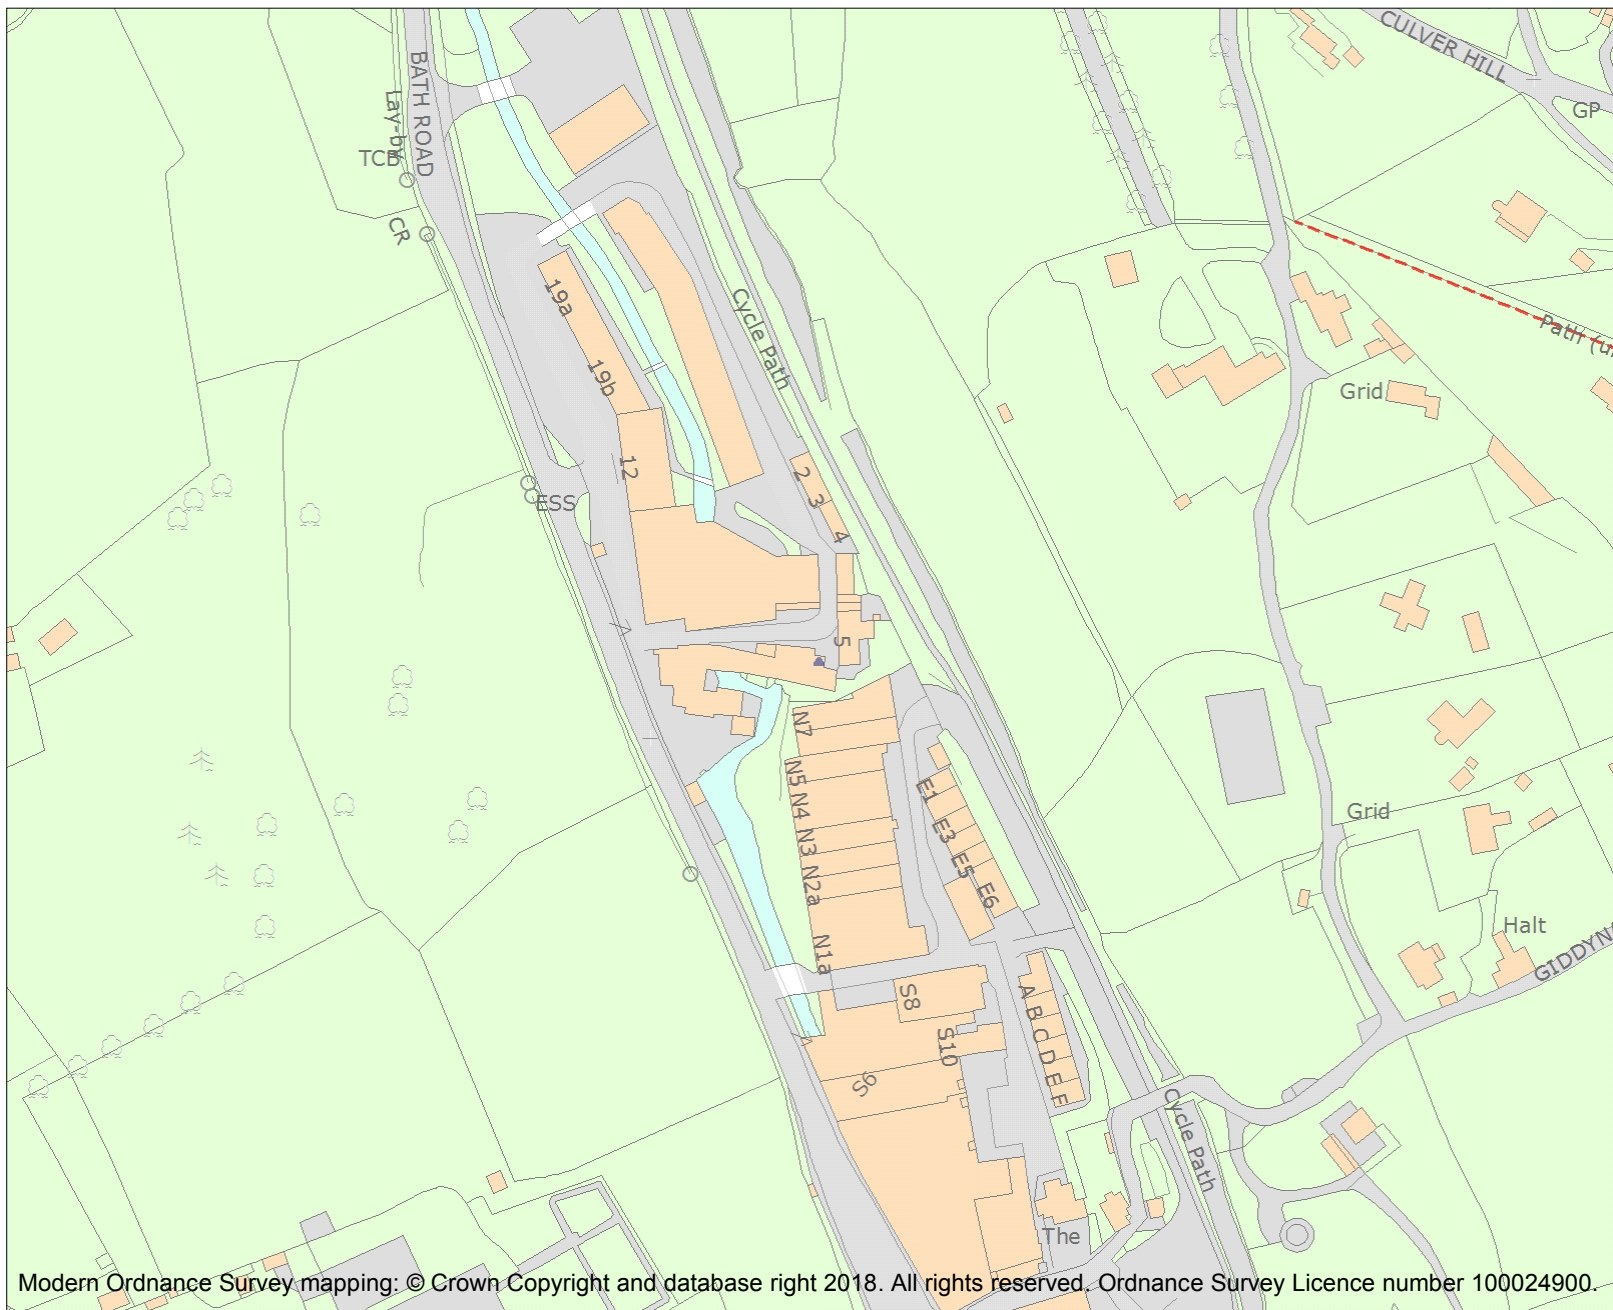 CULVER HILL
BATH ROAD
Lay-by
GP
TCB
CR
19a
Cycle Path
Path (u
19b
Grid
12
2
3
ESS
4
5
N7
N5
N4
E1
Grid
N3
E3
N2a
E5
E6
Halt
N1a
GIDDYN
S8
A
B
S10
C
D
S6
E
F
Cycle Path
The
Modern Ordnance Survey mapping: © Crown Copyright and database right 2018. All rights reserved. Ordnance Survey Licence number 100024900.